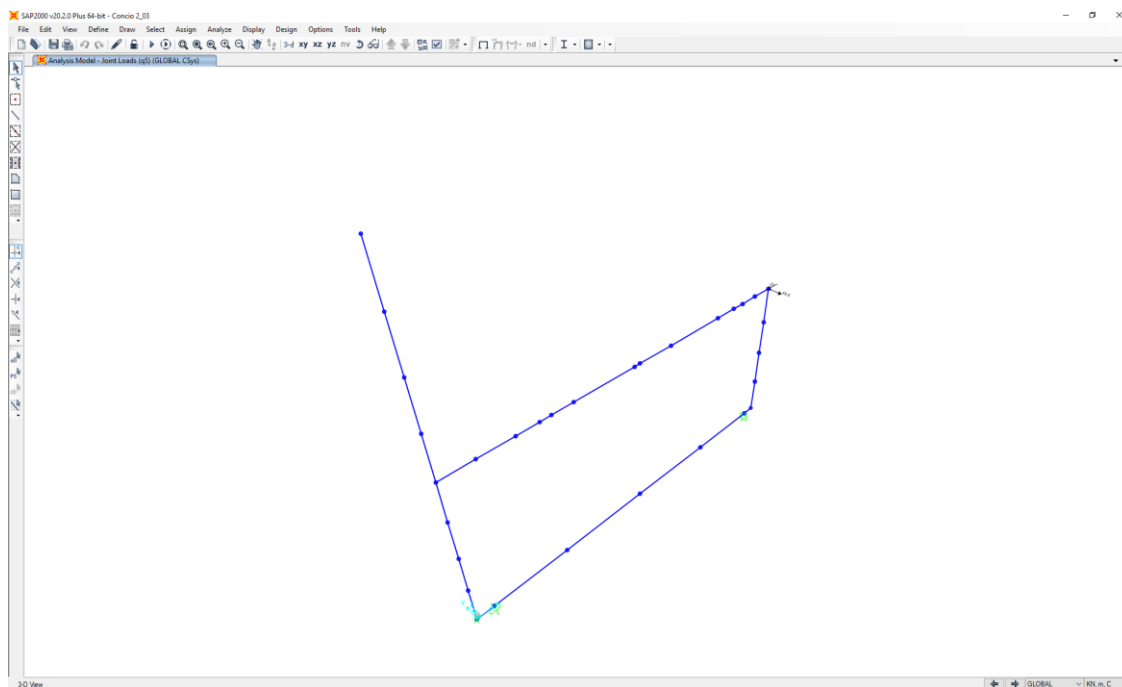 SAP2000 v20.2.0 Plus 64-bit - Concio 2_03
File Edit View Define Draw Select Assign Analyze Display Design Options Tools Help
3-d xy xz yz nv nd
Analysis Model - Joint Loads (q5) (GLOBAL CSys)
3-D View
GLOBAL
KN, m, C